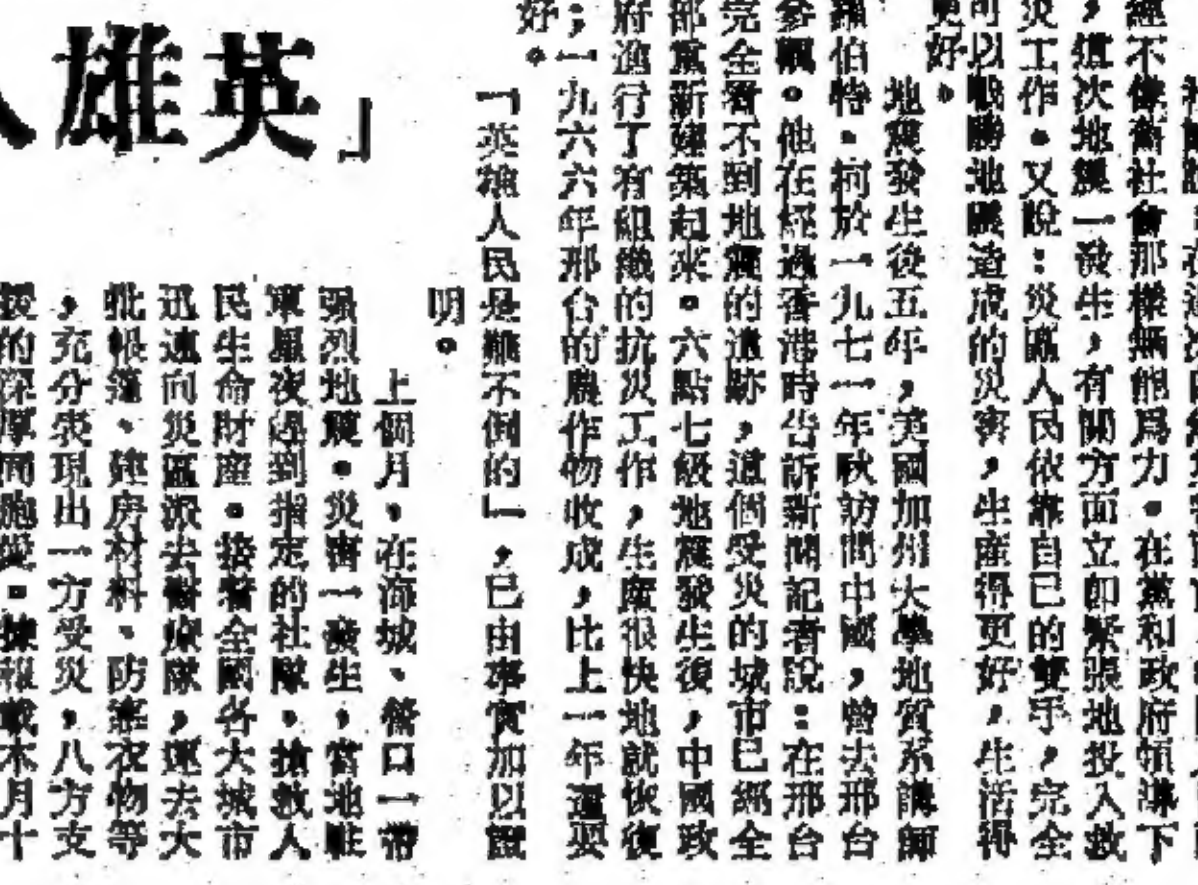 「英雄
經不像舊社會那樣無能爲力。在黨和政府領導下
，這次地震一發生，有關方面立即緊張地投入救
災工作。又說：災區人民依靠自己的雙手，完全
可以戰勝地震造成的災害，生產得更好，生活得
更好。
地震發生後五年，美國加州大學地質系講師
羅伯特·柯於一九七一年秋訪問中國，曾去邢台
參觀。他在經過香港時告訴新聞記者說：在邢台
完全看不到地震的遺跡，這個受災的城市已經全
部重新建築起來。六點七級地震發生後，中國政
府進行了有組織的抗災工作，生產很快地就恢復
；一九六六年邢台的農作物收成，比上一年還要
好。
「英雄人民是難不倒的」，已由事實加以證
明。
上個月，在海城、營口一帶
強烈地震。災害一發生，當地駐
軍星夜趕到指定的社隊，搶救人
民生命財產。接着全國各大城市
迅速向災區派去醫療隊，運去大
批帳篷、建房材料、防寒衣物等
，充分表現出一方受災，八方支
援的深厚同胞愛。據報載本月十